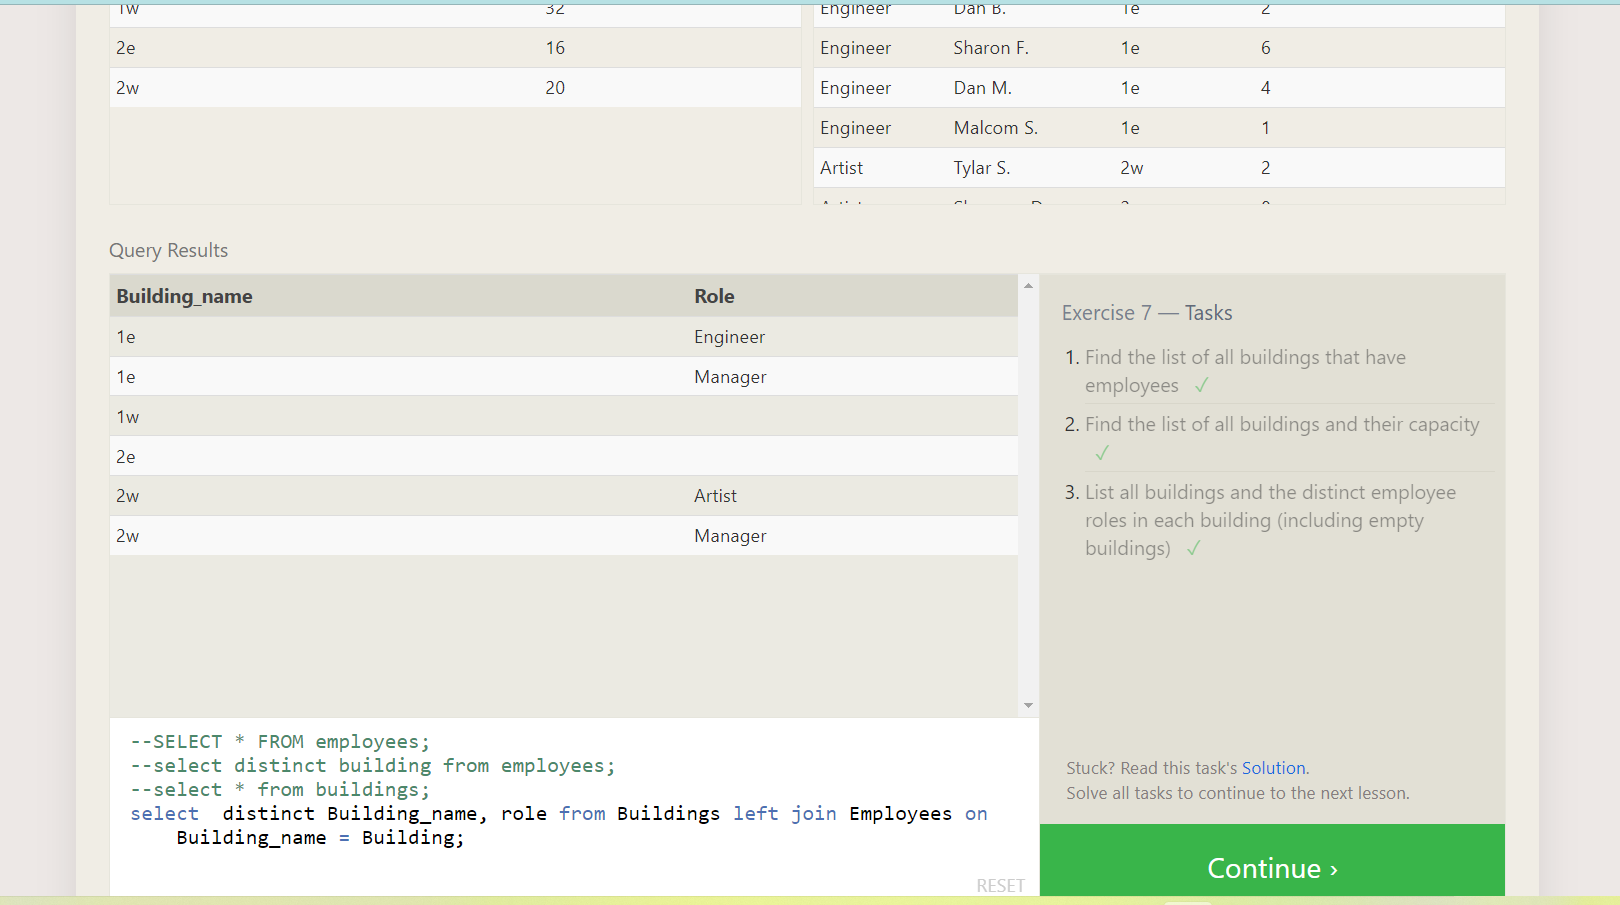 1w 32
2e 16
2w 20
Engineer Dan B. 1e 2
Engineer Sharon F. 1e 6
Engineer Dan M. 1e 4
Engineer Malcom S. 1e 1
Artist Tylar S. 2w 2
Query Results
Building_name Role
1e Engineer
1e Manager
1w
2e
2w Artist
2w Manager
--SELECT * FROM employees;
--select distinct building from employees;
--select * from buildings;
select  distinct Building_name, role from Buildings left join Employees on
Building_name = Building;
RESET
Exercise 7 — Tasks
1. Find the list of all buildings that have
employees ✓
2. Find the list of all buildings and their capacity
✓
3. List all buildings and the distinct employee
roles in each building (including empty
buildings) ✓
Stuck? Read this task's Solution.
Solve all tasks to continue to the next lesson.
Continue ›